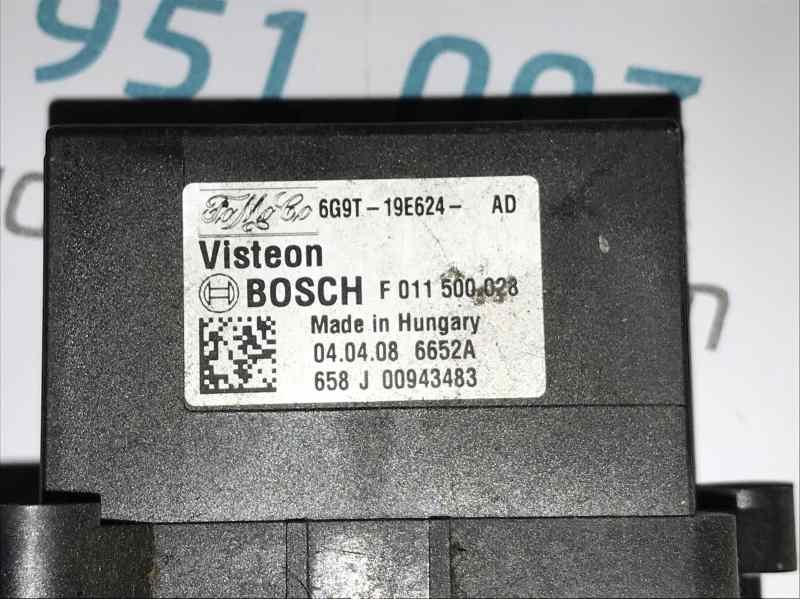 951 093
FoMoCo 6G9T-19E624- AD
Visteon
BOSCH F 011 500 028
Made in Hungary
04.04.08 6652A
658 J 00943483